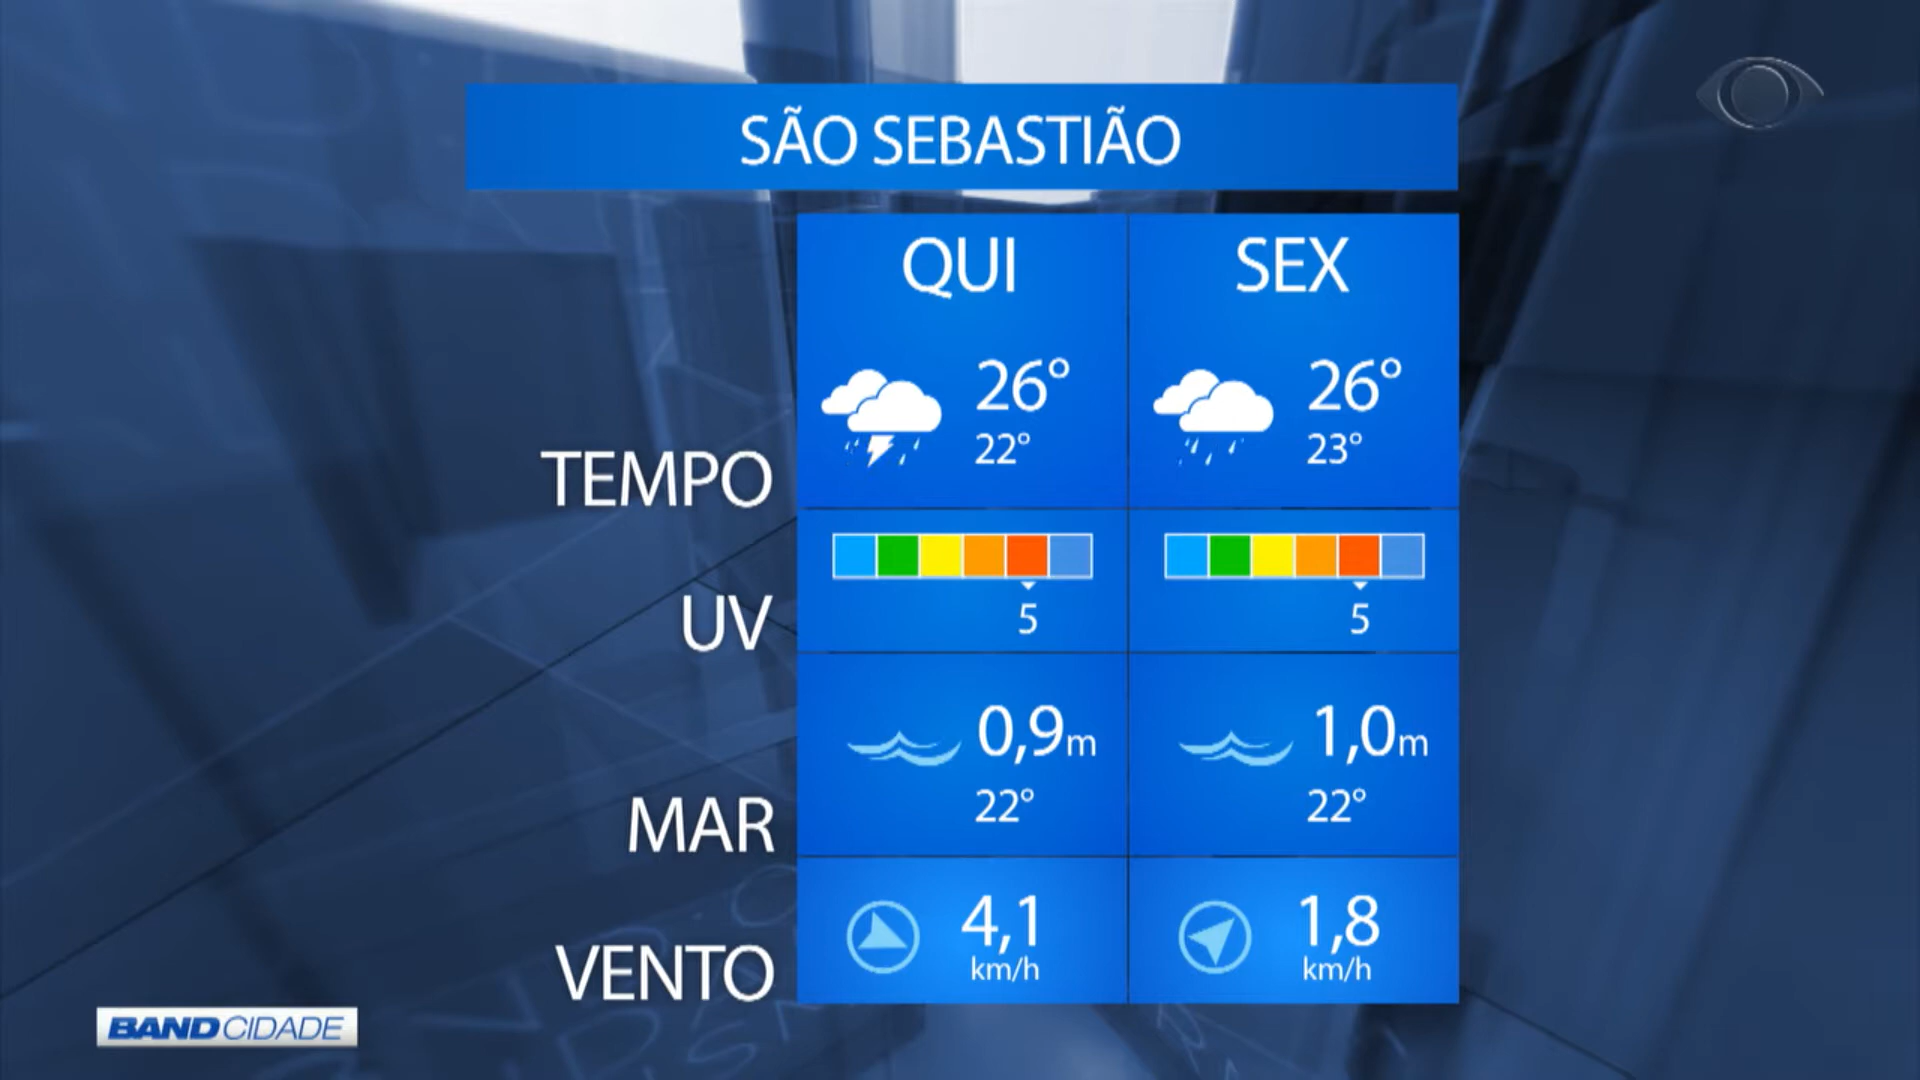 SÃO SEBASTIÃO
QUI SEX
TEMPO
26° 26°
22° 23°
UV
5 5
MAR
0,9m 1,0m
22° 22°
VENTO
4,1 1,8
km/h km/h
BAND CIDADE